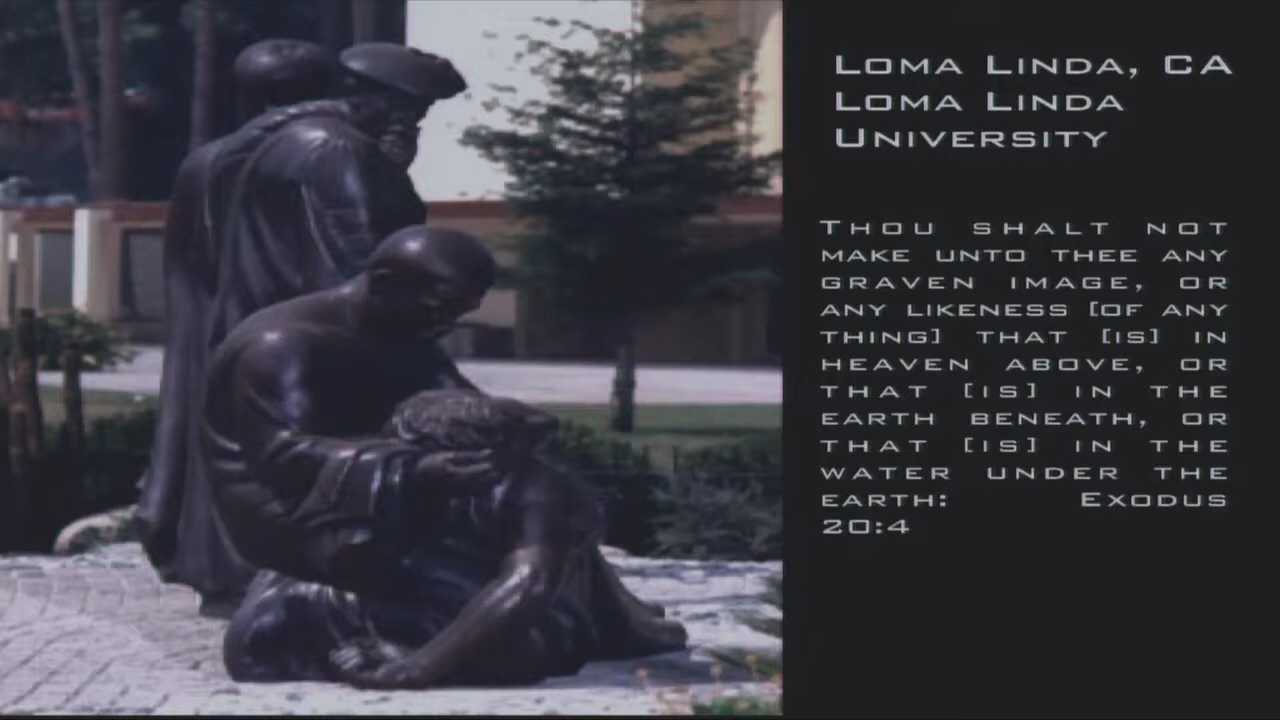 Loma Linda, CA
Loma Linda
University
Thou shalt not
make unto thee any
graven image, or
any likeness [of any
thing] that [is] in
heaven above, or
that [is] in the
earth beneath, or
that [is] in the
water under the
earth: Exodus
20:4